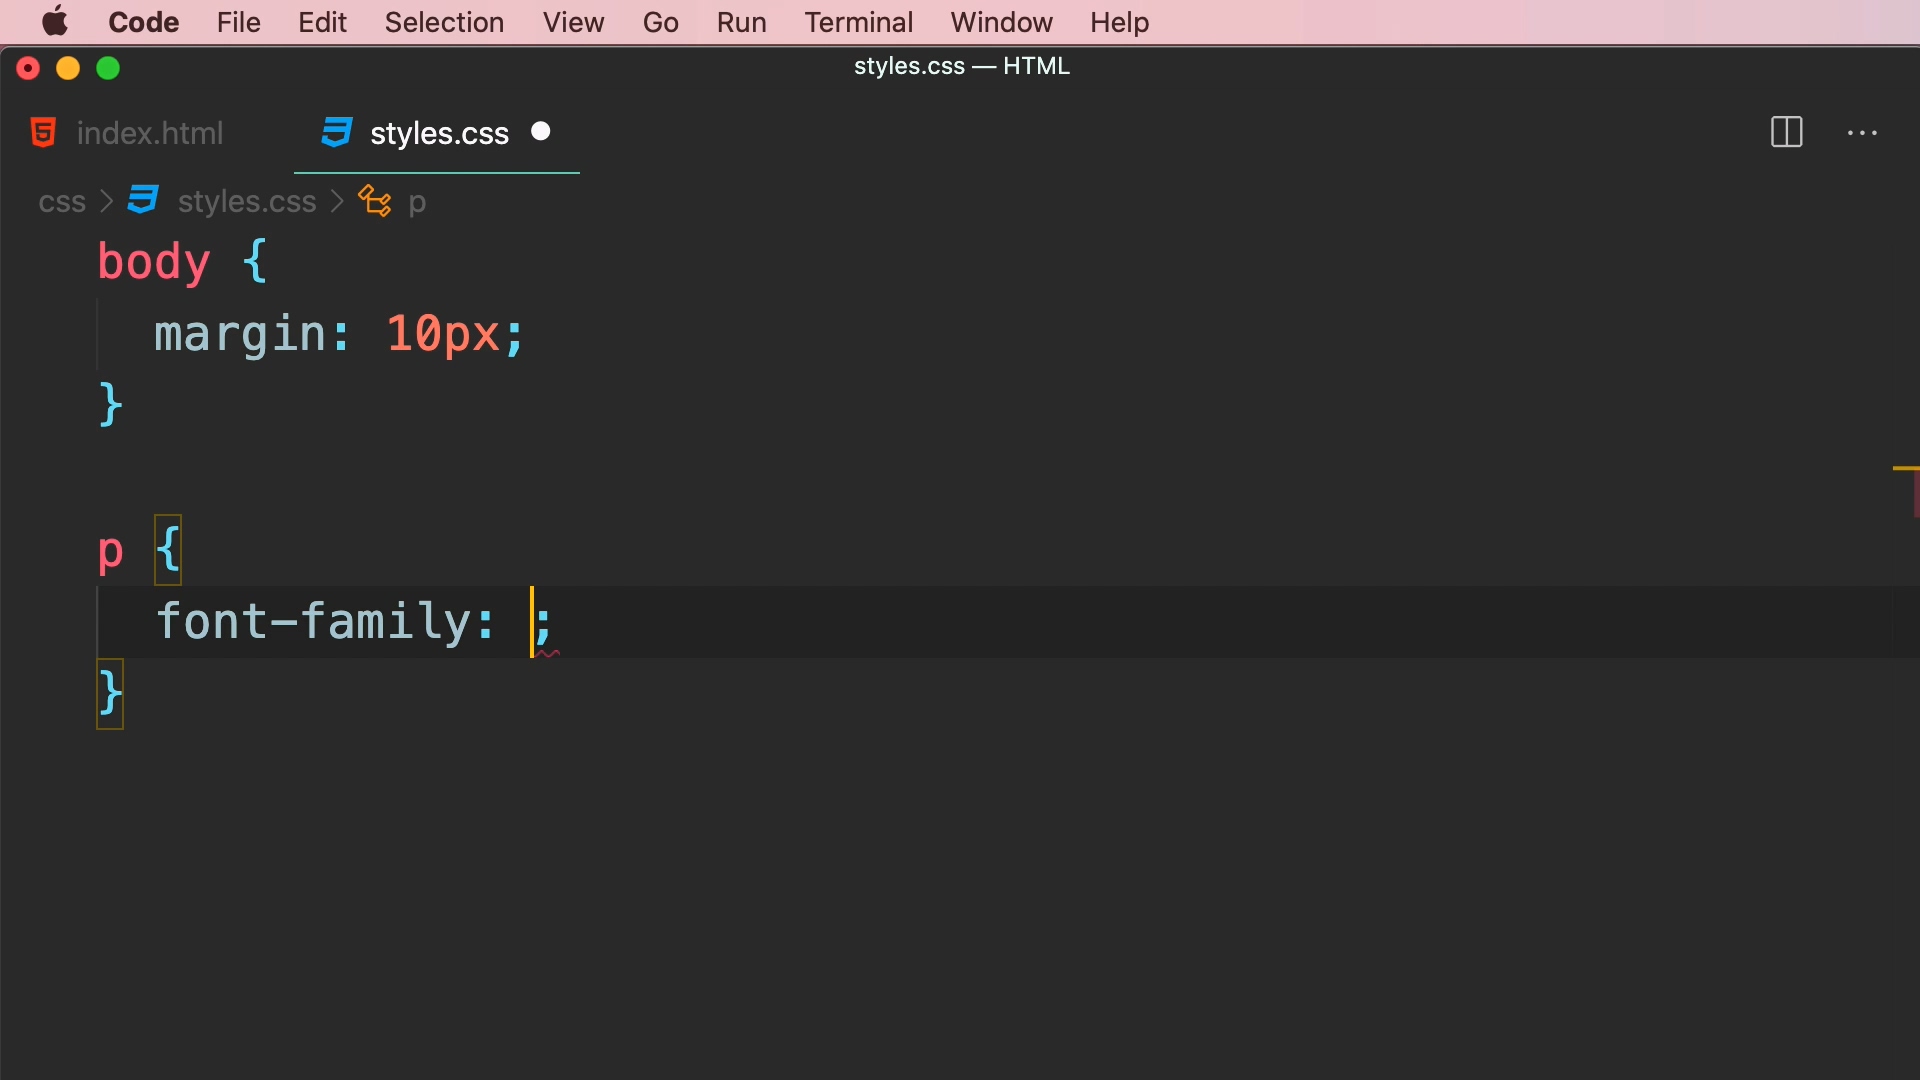 Code File Edit Selection View Go Run Terminal Window Help
styles.css — HTML
index.html styles.css
css > styles.css > p
body {
  margin: 10px;
}
p {
  font-family: ;
}